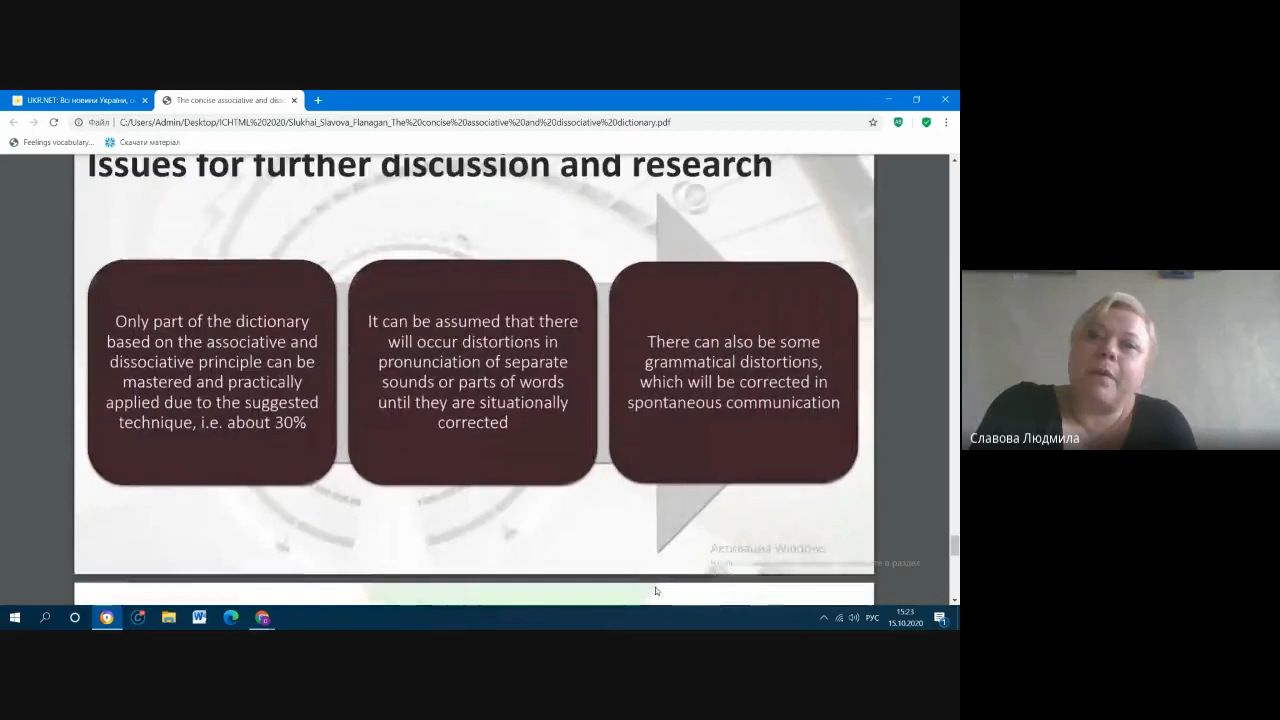 UKR.NET: Всі новини України,
The concise associative and
Файл
C:/Users/Admin/Desktop/ICHTML%202020/Slukhai_Slavova_Flanagan_The%20concise%20associative%20and%20dissociative%20dictionary.pdf
Feelings vocabulary...
Скачати матеріал
Issues for further discussion and research
Only part of the dictionary
based on the associative and
dissociative principle can be
mastered and practically
applied due to the suggested
technique, i.e. about 30%
It can be assumed that there
will occur distortions in
pronunciation of separate
sounds or parts of words
until they are situationally
corrected
There can also be some
grammatical distortions,
which will be corrected in
spontaneous communication
Славова Людмила
Активация Windows
в раздел
РУС
15:23
15.10.2020